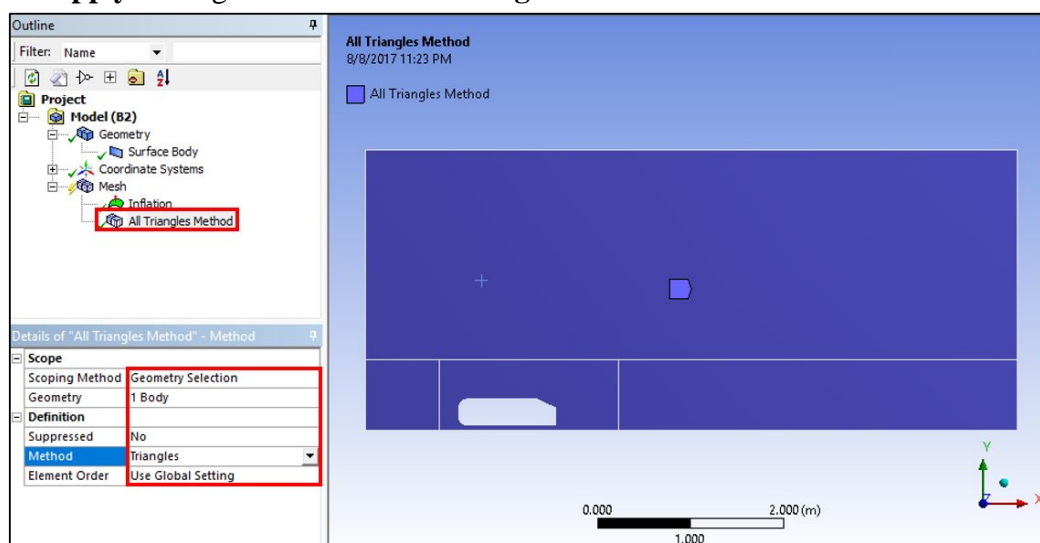 Outline
Filter: Name
Project
Model (B2)
Geometry
Surface Body
Coordinate Systems
Mesh
Inflation
All Triangles Method
Details of "All Triangles Method" - Method
Scope
Scoping Method Geometry Selection
Geometry 1 Body
Definition
Suppressed No
Method Triangles
Element Order Use Global Setting
All Triangles Method
8/8/2017 11:23 PM
All Triangles Method
Y
Z
X
0.000 2.000 (m)
1.000